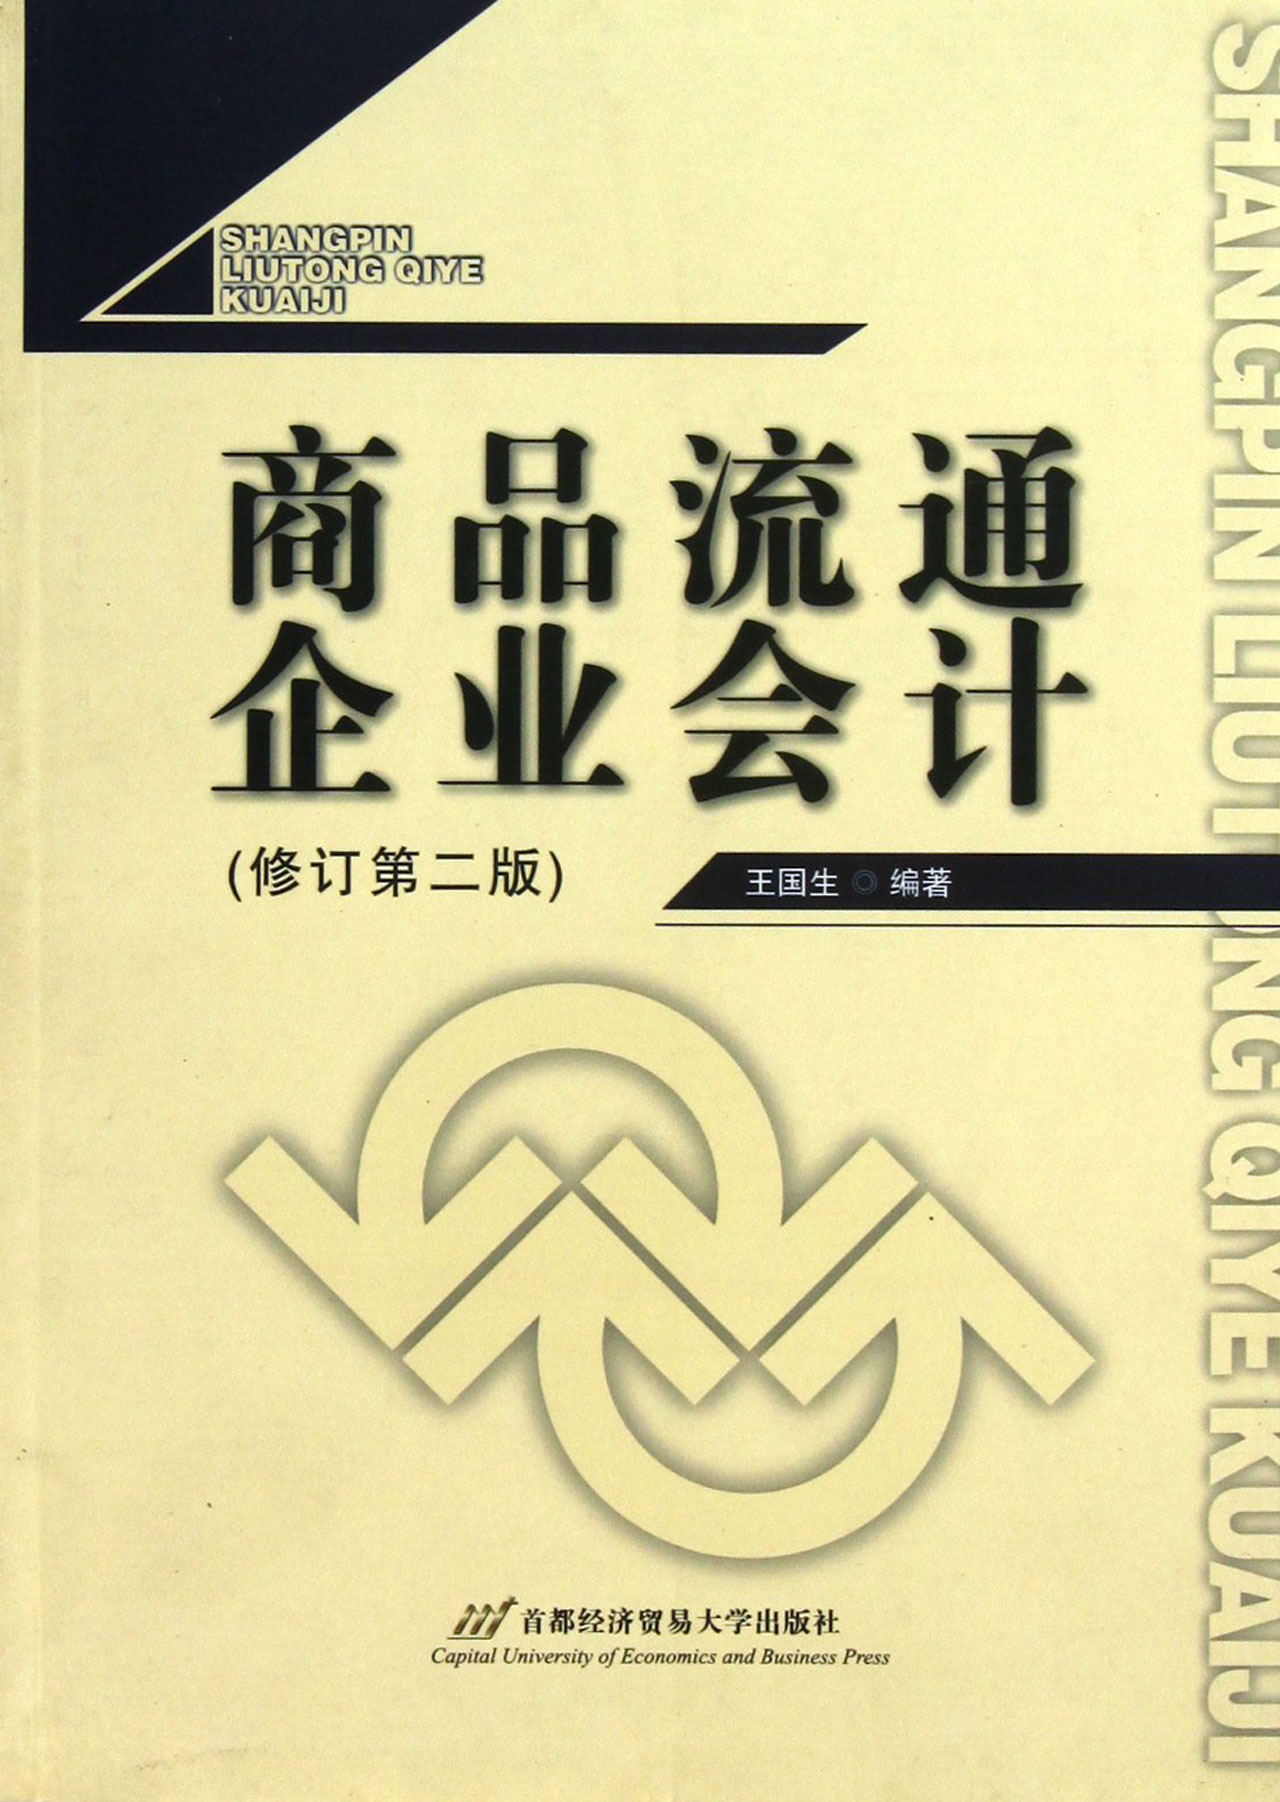 SHANGPIN
LIUTONG QIYE
KUAIJI
商品流通
企业会计
(修订第二版)
王国生 ◎ 编著
SHANGPIN LIUTONG QIYE KUAIJI
首都经济贸易大学出版社
Capital University of Economics and Business Press